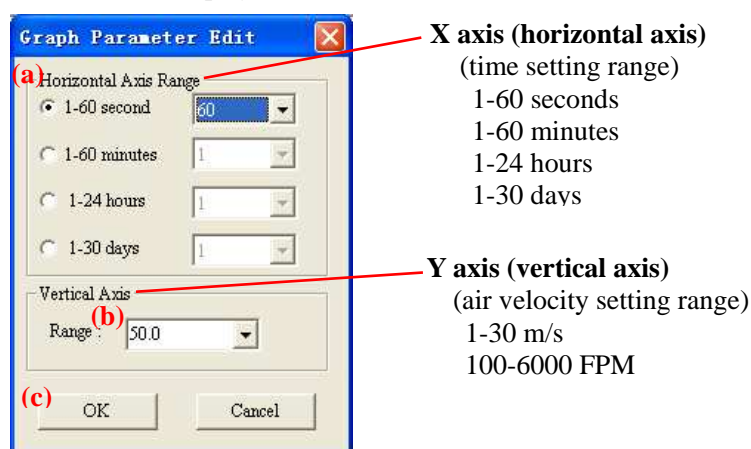 Graph Parameter Edit
(a) Horizontal Axis Range
1-60 second 60
1-60 minutes 1
1-24 hours 1
1-30 days 1
Vertical Axis
(b)
Range : 50.0
(c)
OK Cancel
X axis (horizontal axis)
(time setting range)
1-60 seconds
1-60 minutes
1-24 hours
1-30 days
Y axis (vertical axis)
(air velocity setting range)
1-30 m/s
100-6000 FPM